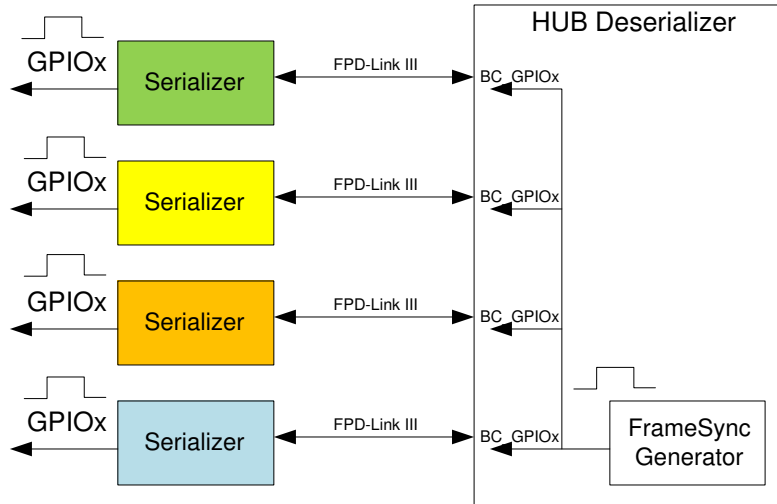 HUB Deserializer
GPIOx
Serializer
FPD-Link III
BC_GPIOx
GPIOx
Serializer
FPD-Link III
BC_GPIOx
GPIOx
Serializer
FPD-Link III
BC_GPIOx
GPIOx
Serializer
FPD-Link III
BC_GPIOx
FrameSync
Generator